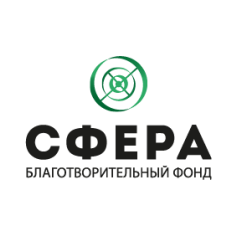 СФЕРА
БЛАГОТВОРИТЕЛЬНЫЙ ФОНД